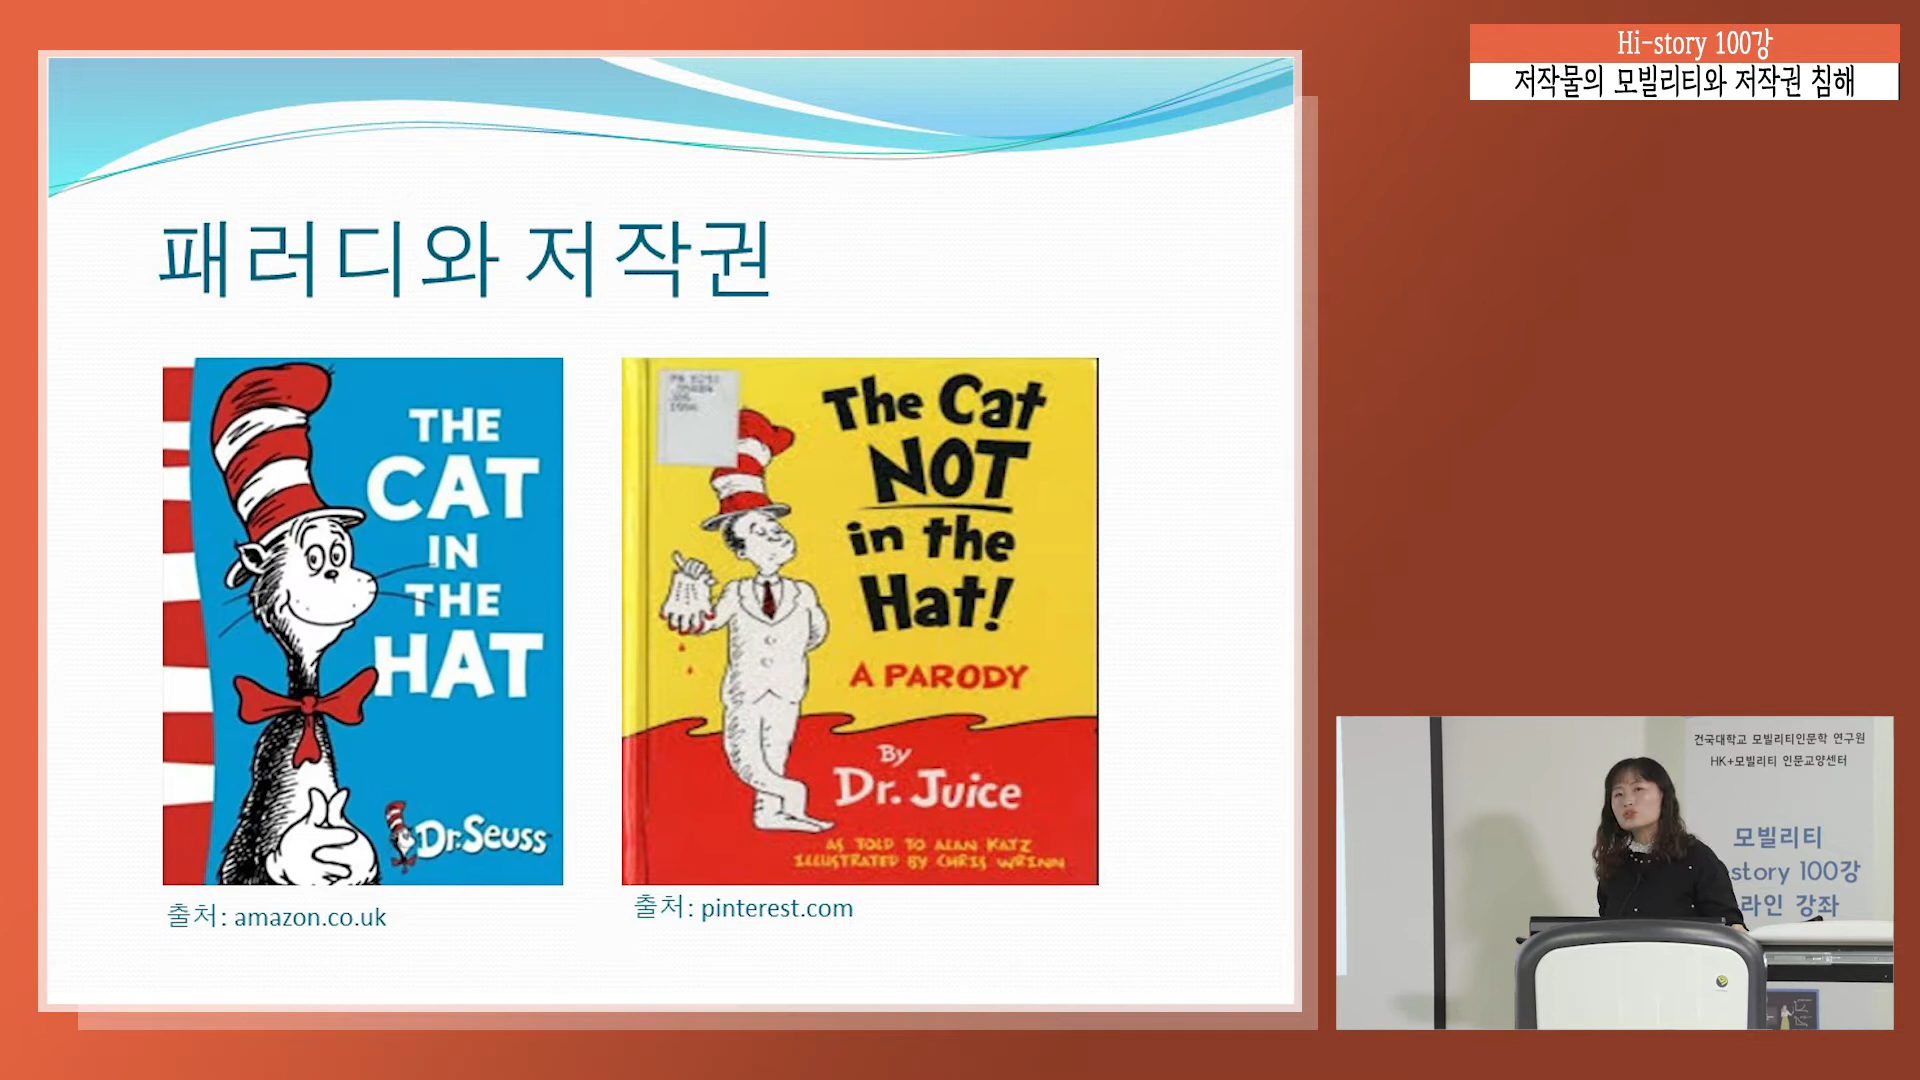 Hi-story 100강
저작물의 모빌리티와 저작권 침해
패러디와 저작권
THE
CAT
IN
THE
HAT
Dr. Seuss
출처: amazon.co.uk
The Cat
NOT
in the
Hat!
A PARODY
By
Dr. Juice
AS TOLD TO ALAN KATZ
ILLUSTRATED BY CHRIS WRINN
출처: pinterest.com
건국대학교 모빌리티인문학 연구원
HK+모빌리티 인문교양센터
모빌리티
story 100강
라인 강좌